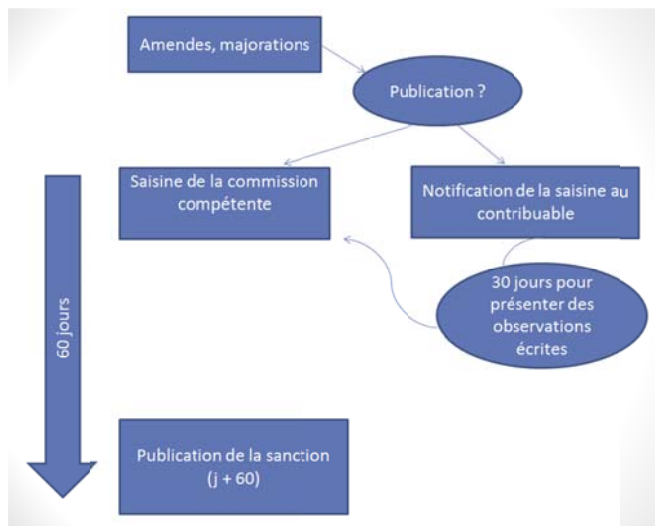 Amendes, majorations
Publication ?
Saisine de la commission
compétente
Notification de la saisine au
contribuable
30 jours pour
présenter des
observations
écrites
60 jours
Publication de la sanction
(j + 60)